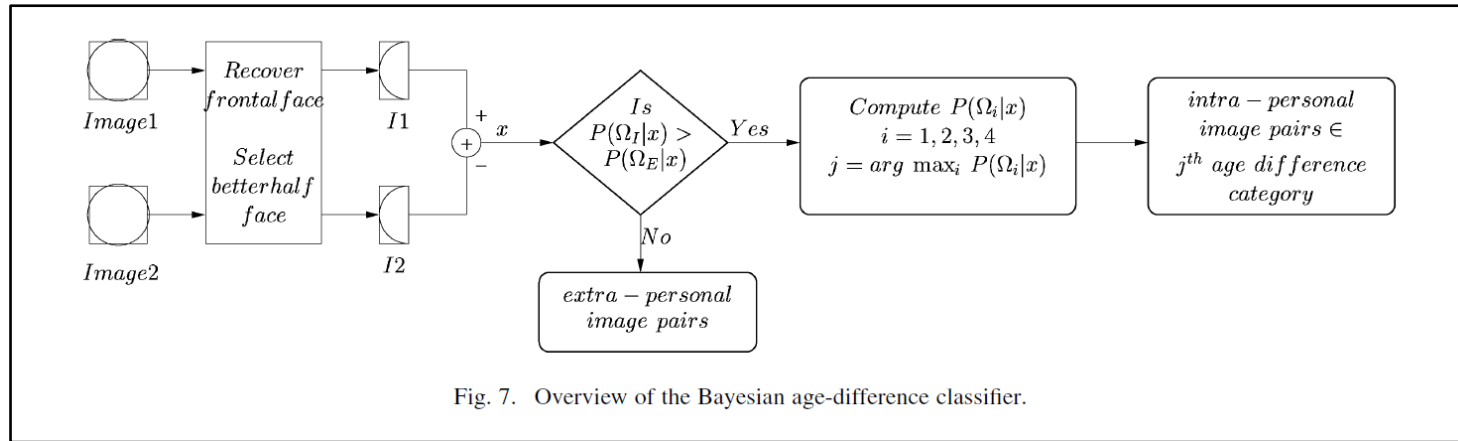 Image1
Image2
Recover
frontal face
Select
betterhalf
face
I1
I2
+
+
−
x
Is
P(Ω_I|x) >
P(Ω_E|x)
Yes
No
extra − personal
image pairs
Compute P(Ω_i|x)
i = 1, 2, 3, 4
j = arg max_i P(Ω_i|x)
intra − personal
image pairs ∈
j^th age difference
category
Fig. 7. Overview of the Bayesian age-difference classifier.